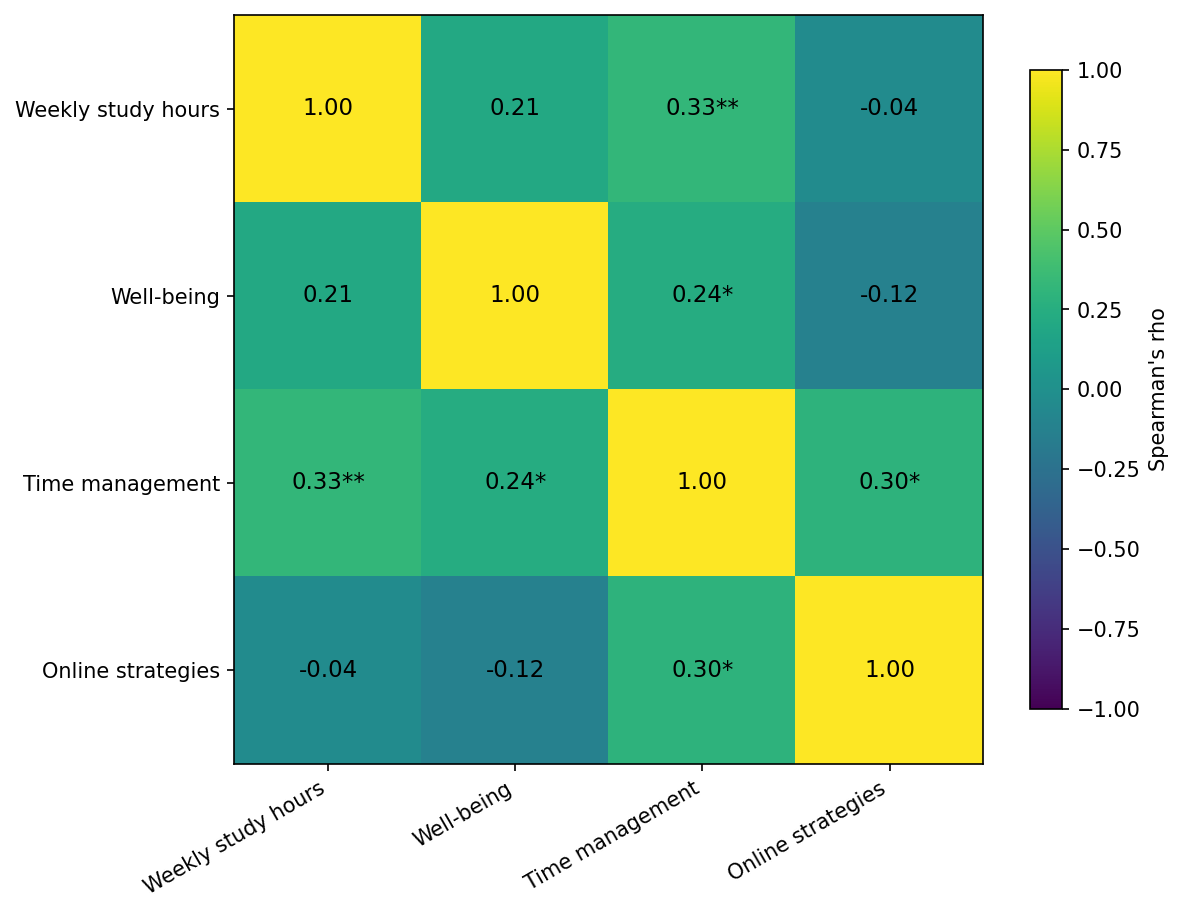 Weekly study hours 1.00 0.21 0.33** -0.04
Well-being 0.21 1.00 0.24* -0.12
Time management 0.33** 0.24* 1.00 0.30*
Online strategies -0.04 -0.12 0.30* 1.00
Weekly study hours
Well-being
Time management
Online strategies
1.00
0.75
0.50
0.25
0.00
−0.25
−0.50
−0.75
−1.00
Spearman's rho